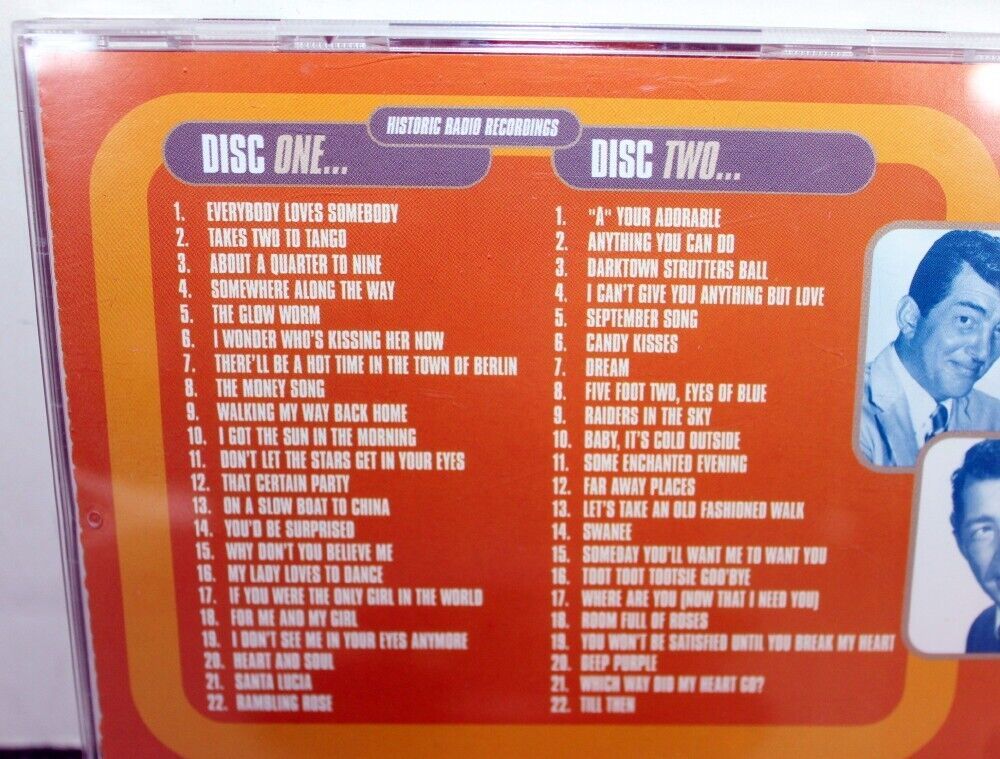 HISTORIC RADIO RECORDINGS
DISC ONE...
1. EVERYBODY LOVES SOMEBODY
2. TAKES TWO TO TANGO
3. ABOUT A QUARTER TO NINE
4. SOMEWHERE ALONG THE WAY
5. THE GLOW WORM
6. I WONDER WHO'S KISSING HER NOW
7. THERE'LL BE A HOT TIME IN THE TOWN OF BERLIN
8. THE MONEY SONG
9. WALKING MY WAY BACK HOME
10. I GOT THE SUN IN THE MORNING
11. DON'T LET THE STARS GET IN YOUR EYES
12. THAT CERTAIN PARTY
13. ON A SLOW BOAT TO CHINA
14. YOU'D BE SURPRISED
15. WHY DON'T YOU BELIEVE ME
16. MY LADY LOVES TO DANCE
17. IF YOU WERE THE ONLY GIRL IN THE WORLD
18. FOR ME AND MY GIRL
19. I DON'T SEE ME IN YOUR EYES ANYMORE
20. HEART AND SOUL
21. SANTA LUCIA
22. RAMBLING ROSE
DISC TWO...
1. "A" YOUR ADORABLE
2. ANYTHING YOU CAN DO
3. DARKTOWN STRUTTERS BALL
4. I CAN'T GIVE YOU ANYTHING BUT LOVE
5. SEPTEMBER SONG
6. CANDY KISSES
7. DREAM
8. FIVE FOOT TWO, EYES OF BLUE
9. RAIDERS IN THE SKY
10. BABY, IT'S COLD OUTSIDE
11. SOME ENCHANTED EVENING
12. FAR AWAY PLACES
13. LET'S TAKE AN OLD FASHIONED WALK
14. SWANEE
15. SOMEDAY YOU'LL WANT ME TO WANT YOU
16. TOOT TOOT TOOTSIE GOO'BYE
17. WHERE ARE YOU (NOW THAT I NEED YOU)
18. ROOM FULL OF ROSES
19. YOU WON'T BE SATISFIED UNTIL YOU BREAK MY HEART
20. DEEP PURPLE
21. WHICH WAY DID MY HEART GO?
22. TILL THEN